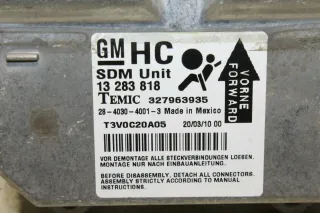 GM HC
SDM Unit
13 283 818
TEMIC 327963935
28-4030-4001-3 Made in Mexico
T3V0C20A05 20/03/10 00
VORNE
FORWARD
VOR DEMONTAGE ALLE STECKVERBINDUNGEN LOESEN.
MONTAGE NUR NACH EINBAUANLEITUNG.
BEFORE DISASSEMBLY, DETACH ALL CONNECTORS.
ASSEMBLY STRICTLY ACCORDING TO MANUAL
INSTRUCTIONS.